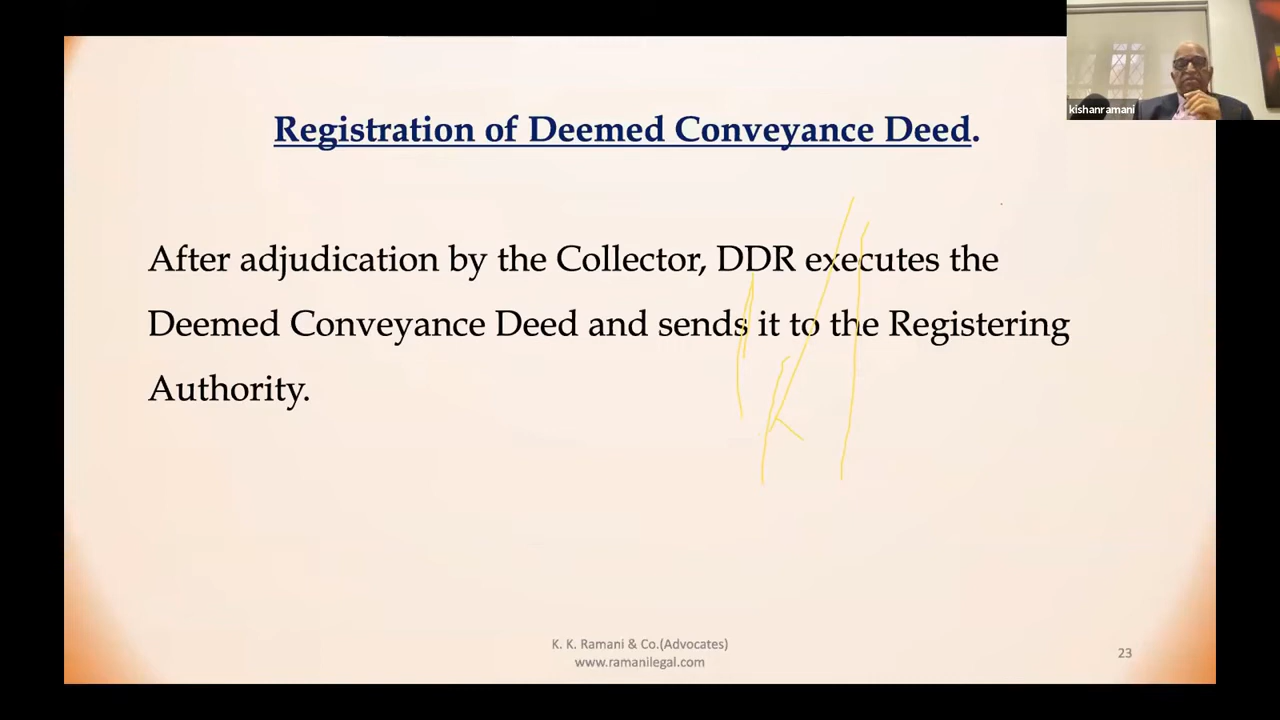 kishanramani
Registration of Deemed Conveyance Deed.
After adjudication by the Collector, DDR executes the
Deemed Conveyance Deed and sends it to the Registering
Authority.
K. K. Ramani & Co.(Advocates)
www.ramanilegal.com
23